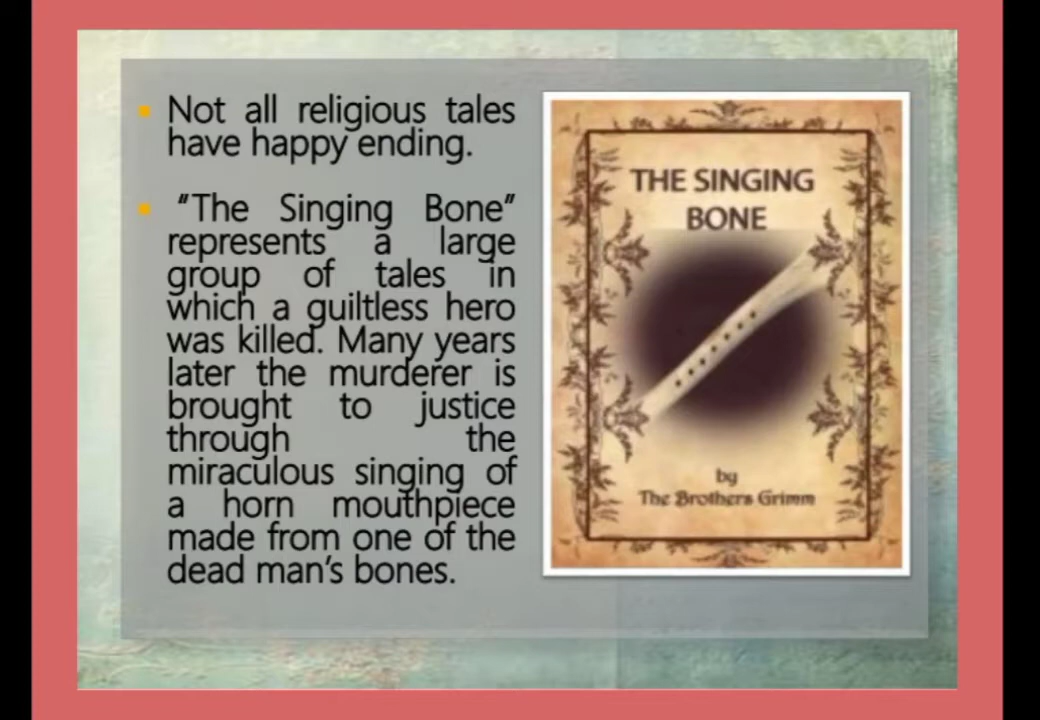 Not all religious tales
have happy ending.
"The Singing Bone"
represents a large
group of tales in
which a guiltless hero
was killed. Many years
later the murderer is
brought to justice
through the
miraculous singing of
a horn mouthpiece
made from one of the
dead man's bones.
THE SINGING
BONE
by
The Brothers Grimm